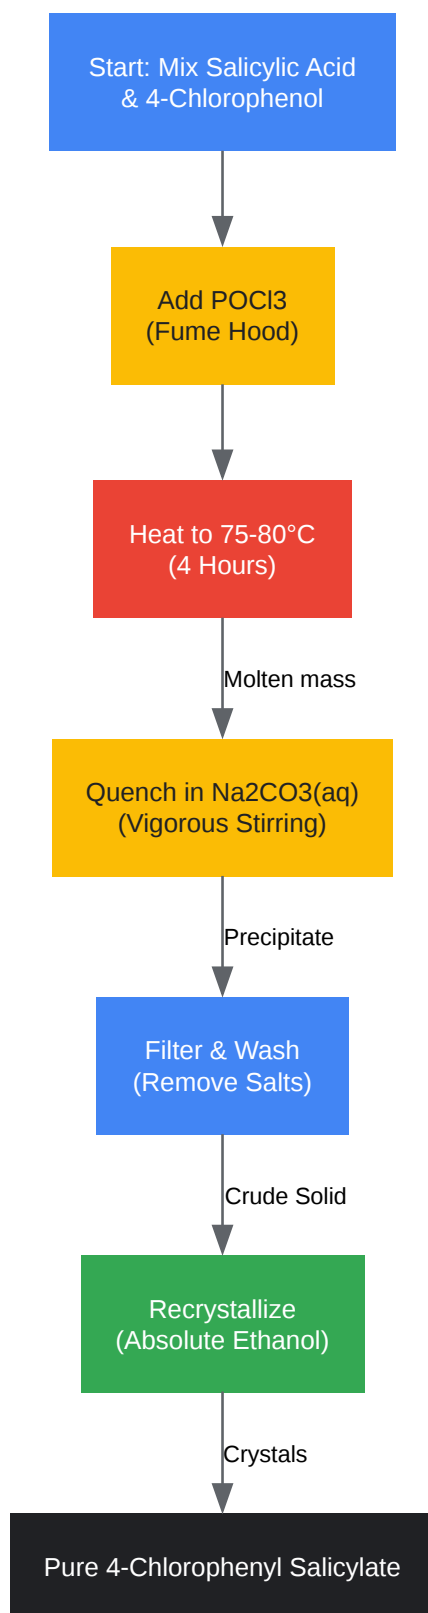 Start: Mix Salicylic Acid
& 4-Chlorophenol
Add POCl3
(Fume Hood)
Heat to 75-80°C
(4 Hours)
Molten mass
Quench in Na2CO3(aq)
(Vigorous Stirring)
Precipitate
Filter & Wash
(Remove Salts)
Crude Solid
Recrystallize
(Absolute Ethanol)
Crystals
Pure 4-Chlorophenyl Salicylate